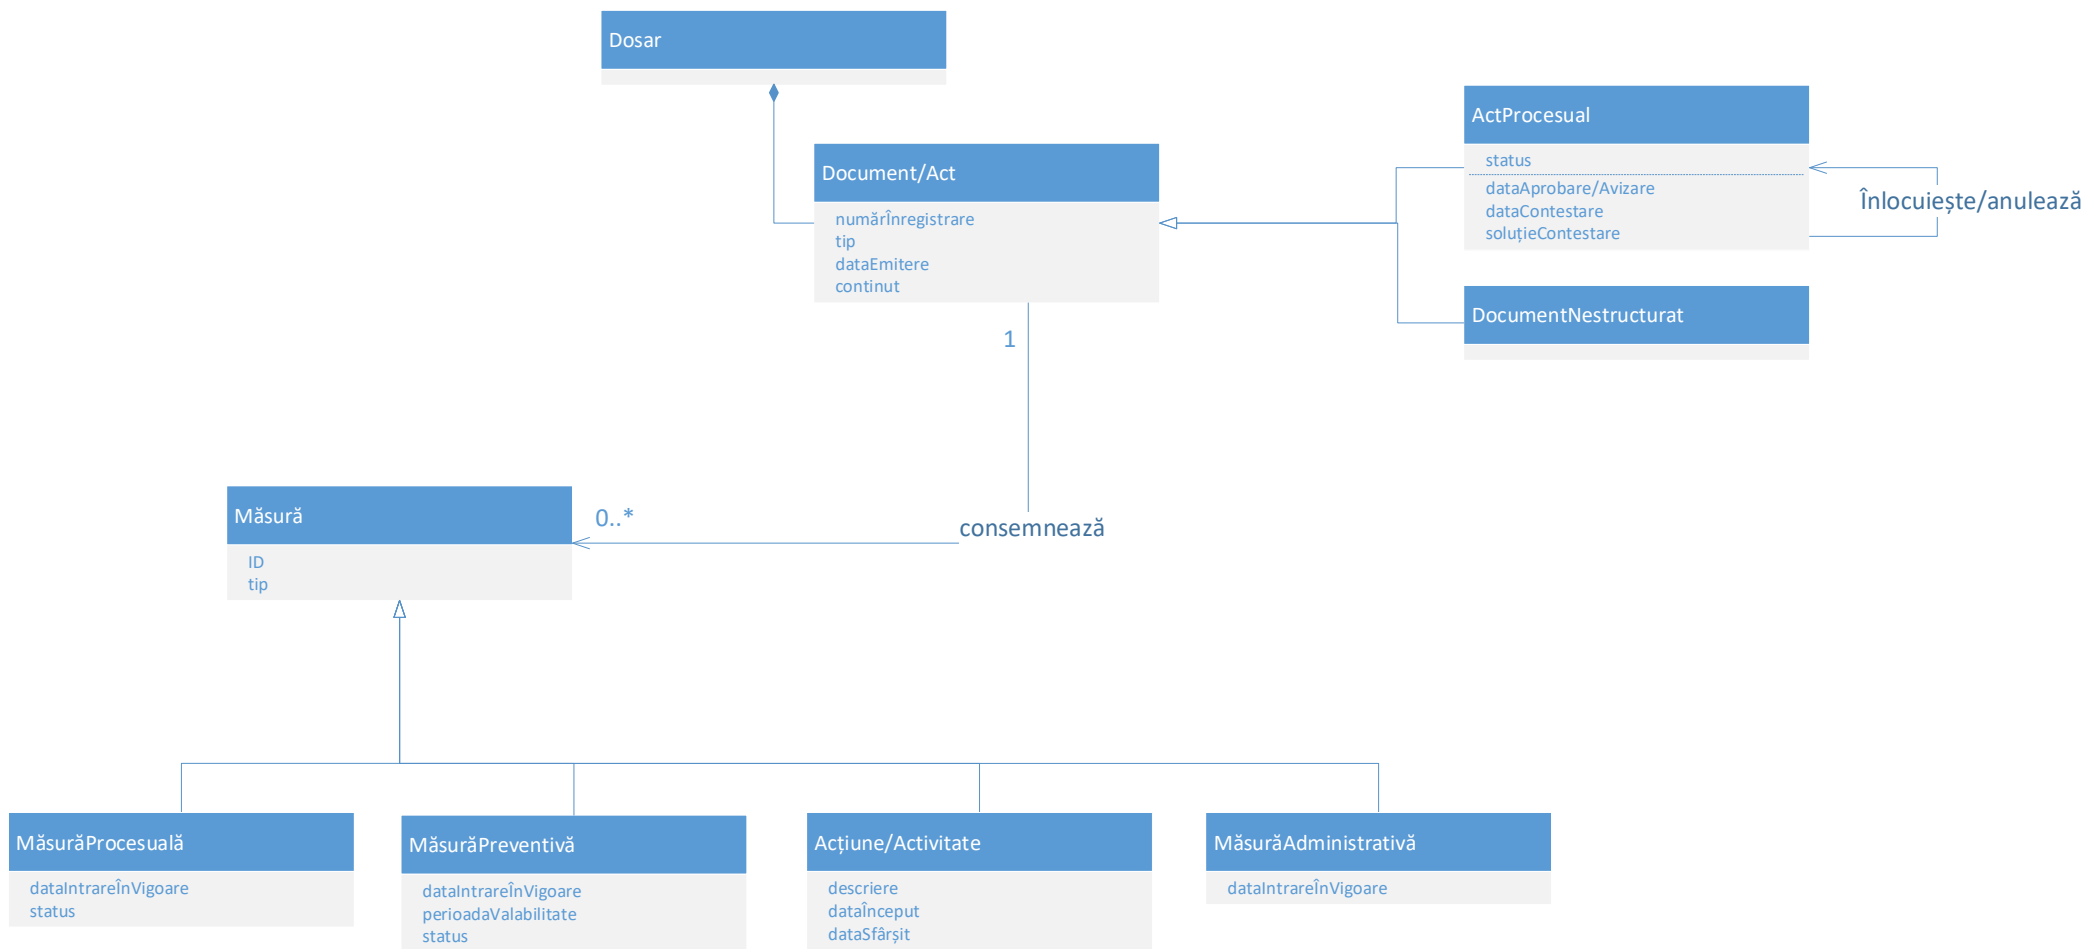 Dosar
Document/Act
numărÎnregistrare
tip
dataEmitere
continut
ActProcesual
status
dataAprobare/Avizare
dataContestare
soluțieContestare
Înlocuiește/anulează
DocumentNestructurat
1
Măsură
ID
tip
0..*
consemnează
MăsurăProcesuală
dataIntrareÎnVigoare
status
MăsurăPreventivă
dataIntrareÎnVigoare
perioadaValabilitate
status
Acțiune/Activitate
descriere
dataÎnceput
dataSfârșit
MăsurăAdministrativă
dataIntrareÎnVigoare